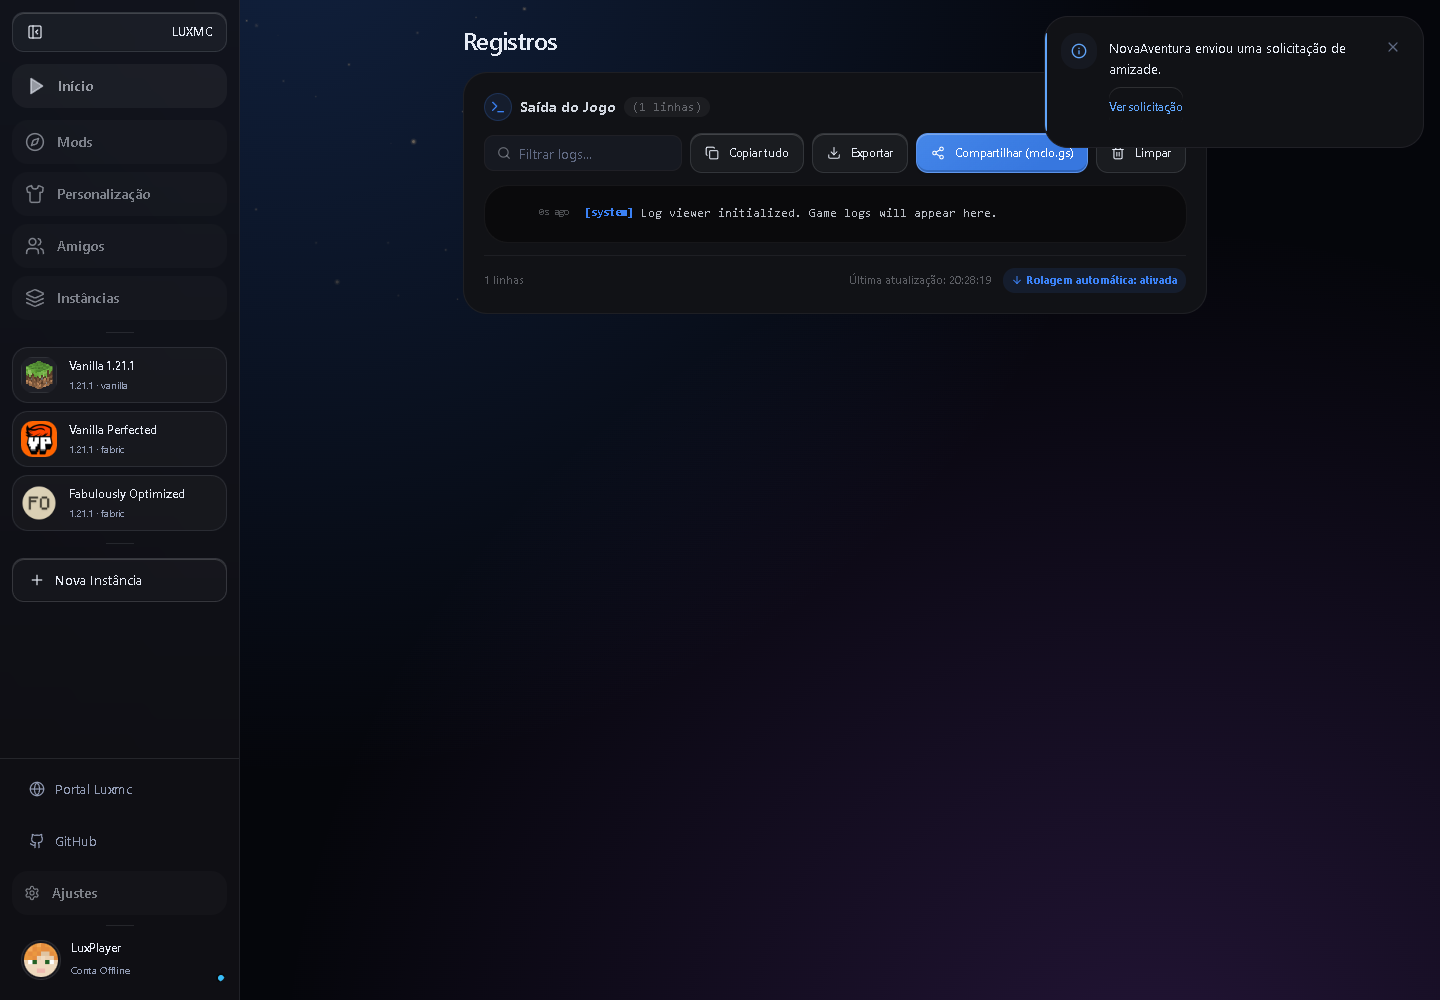 LUXMC
Início
Mods
Personalização
Amigos
Instâncias
Vanilla 1.21.1
1.21.1 · vanilla
Vanilla Perfected
1.21.1 · fabric
Fabulously Optimized
1.21.1 · fabric
Nova Instância
Portal Luxmc
GitHub
Ajustes
LuxPlayer
Conta Offline
Registros
Saída do Jogo (1 linhas)
Filtrar logs...
Copiar tudo
Exportar
Compartilhar (mclo.gs)
Limpar
0s ago [system] Log viewer initialized. Game logs will appear here.
1 linhas
Última atualização: 20:28:19
Rolagem automática: ativada
NovaAventura enviou uma solicitação de
amizade.
Ver solicitação
VP
FO